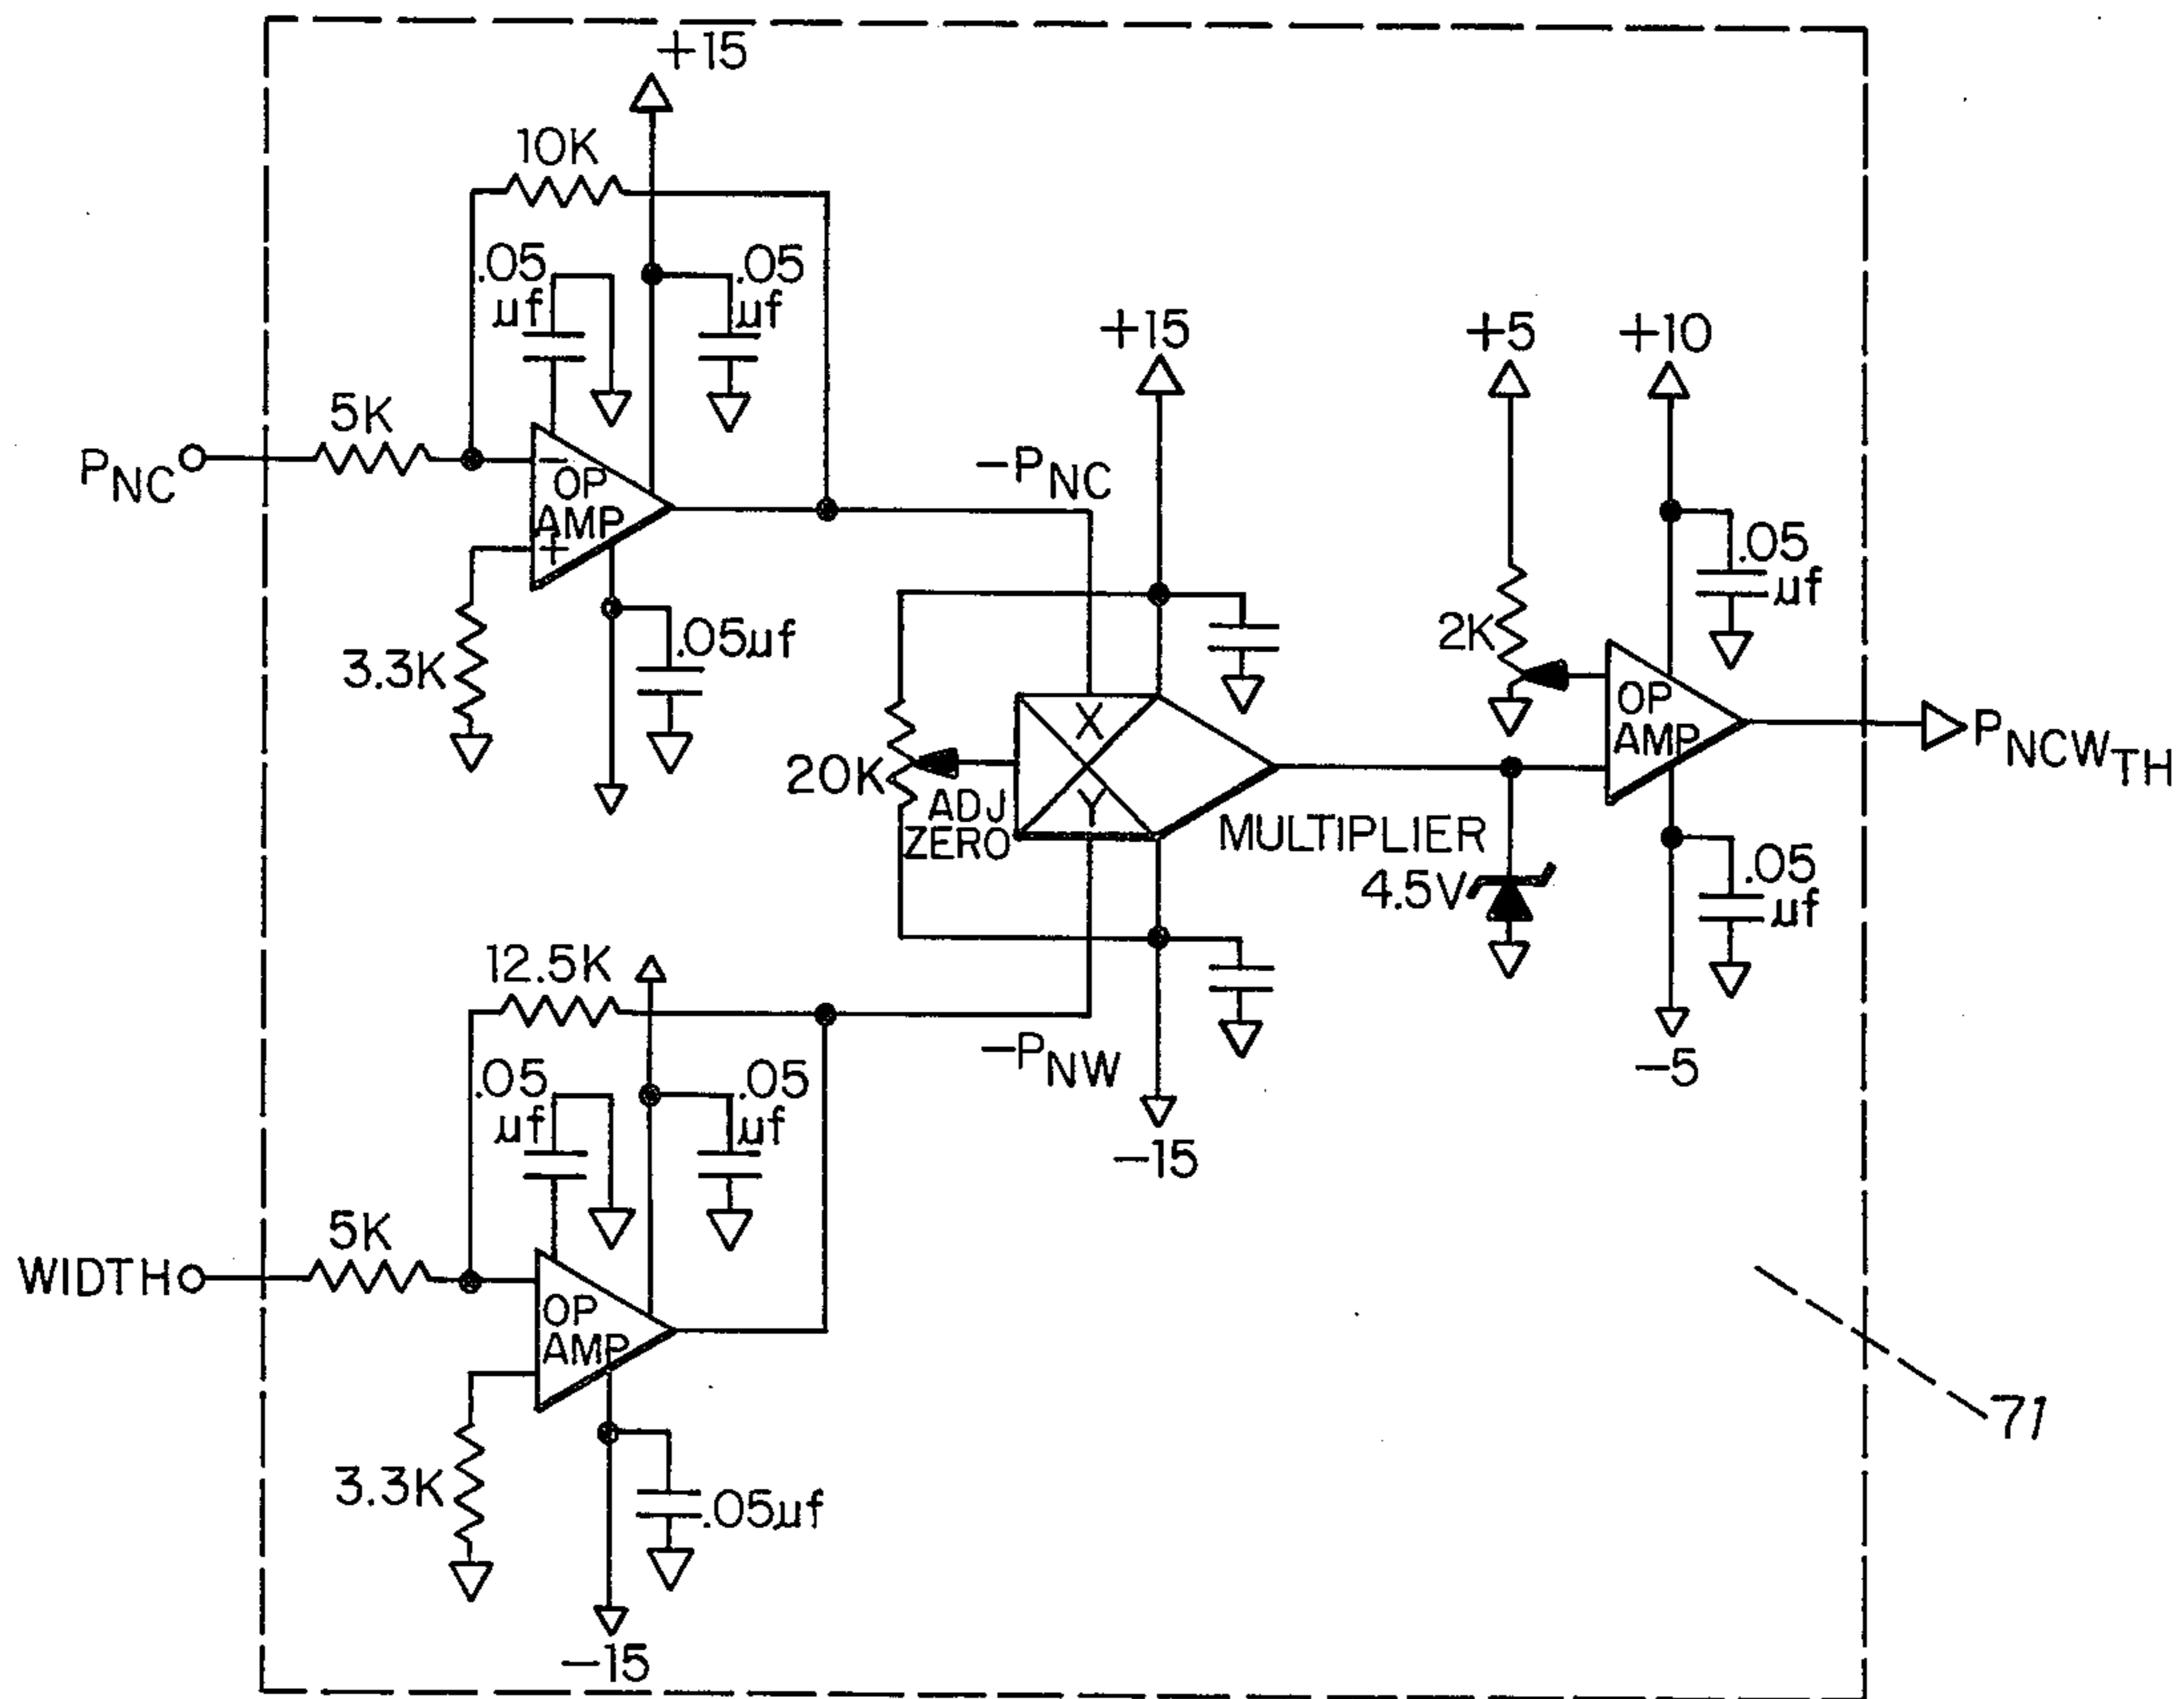 +15
10K
.05
µf
.05
µf
5K
P_NC
−
OP
AMP
+
3.3K
.05µf
−P_NC
+15
+5
+10
.05
µf
2K
OP
AMP
P_NCW_TH
X
Y
20K
ADJ
ZERO
MULTIPLIER
4.5V
.05
µf
−5
12.5K
−P_NW
−15
.05
µf
.05
µf
5K
WIDTH
OP
AMP
3.3K
.05µf
−15
71